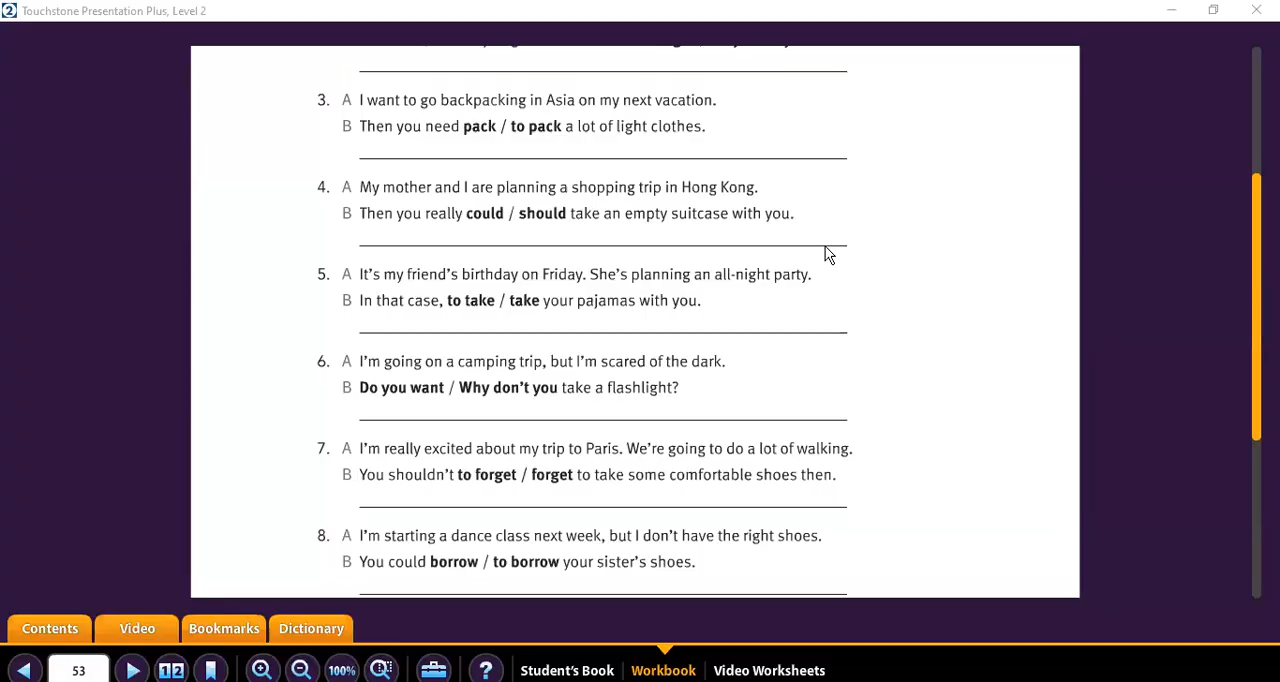 Touchstone Presentation Plus, Level 2
3. A I want to go backpacking in Asia on my next vacation.
B Then you need pack / to pack a lot of light clothes.
4. A My mother and I are planning a shopping trip in Hong Kong.
B Then you really could / should take an empty suitcase with you.
5. A It's my friend's birthday on Friday. She's planning an all-night party.
B In that case, to take / take your pajamas with you.
6. A I'm going on a camping trip, but I'm scared of the dark.
B Do you want / Why don't you take a flashlight?
7. A I'm really excited about my trip to Paris. We're going to do a lot of walking.
B You shouldn't to forget / forget to take some comfortable shoes then.
8. A I'm starting a dance class next week, but I don't have the right shoes.
B You could borrow / to borrow your sister's shoes.
Contents Video Bookmarks Dictionary
53 1 2 100% ? Student's Book Workbook Video Worksheets